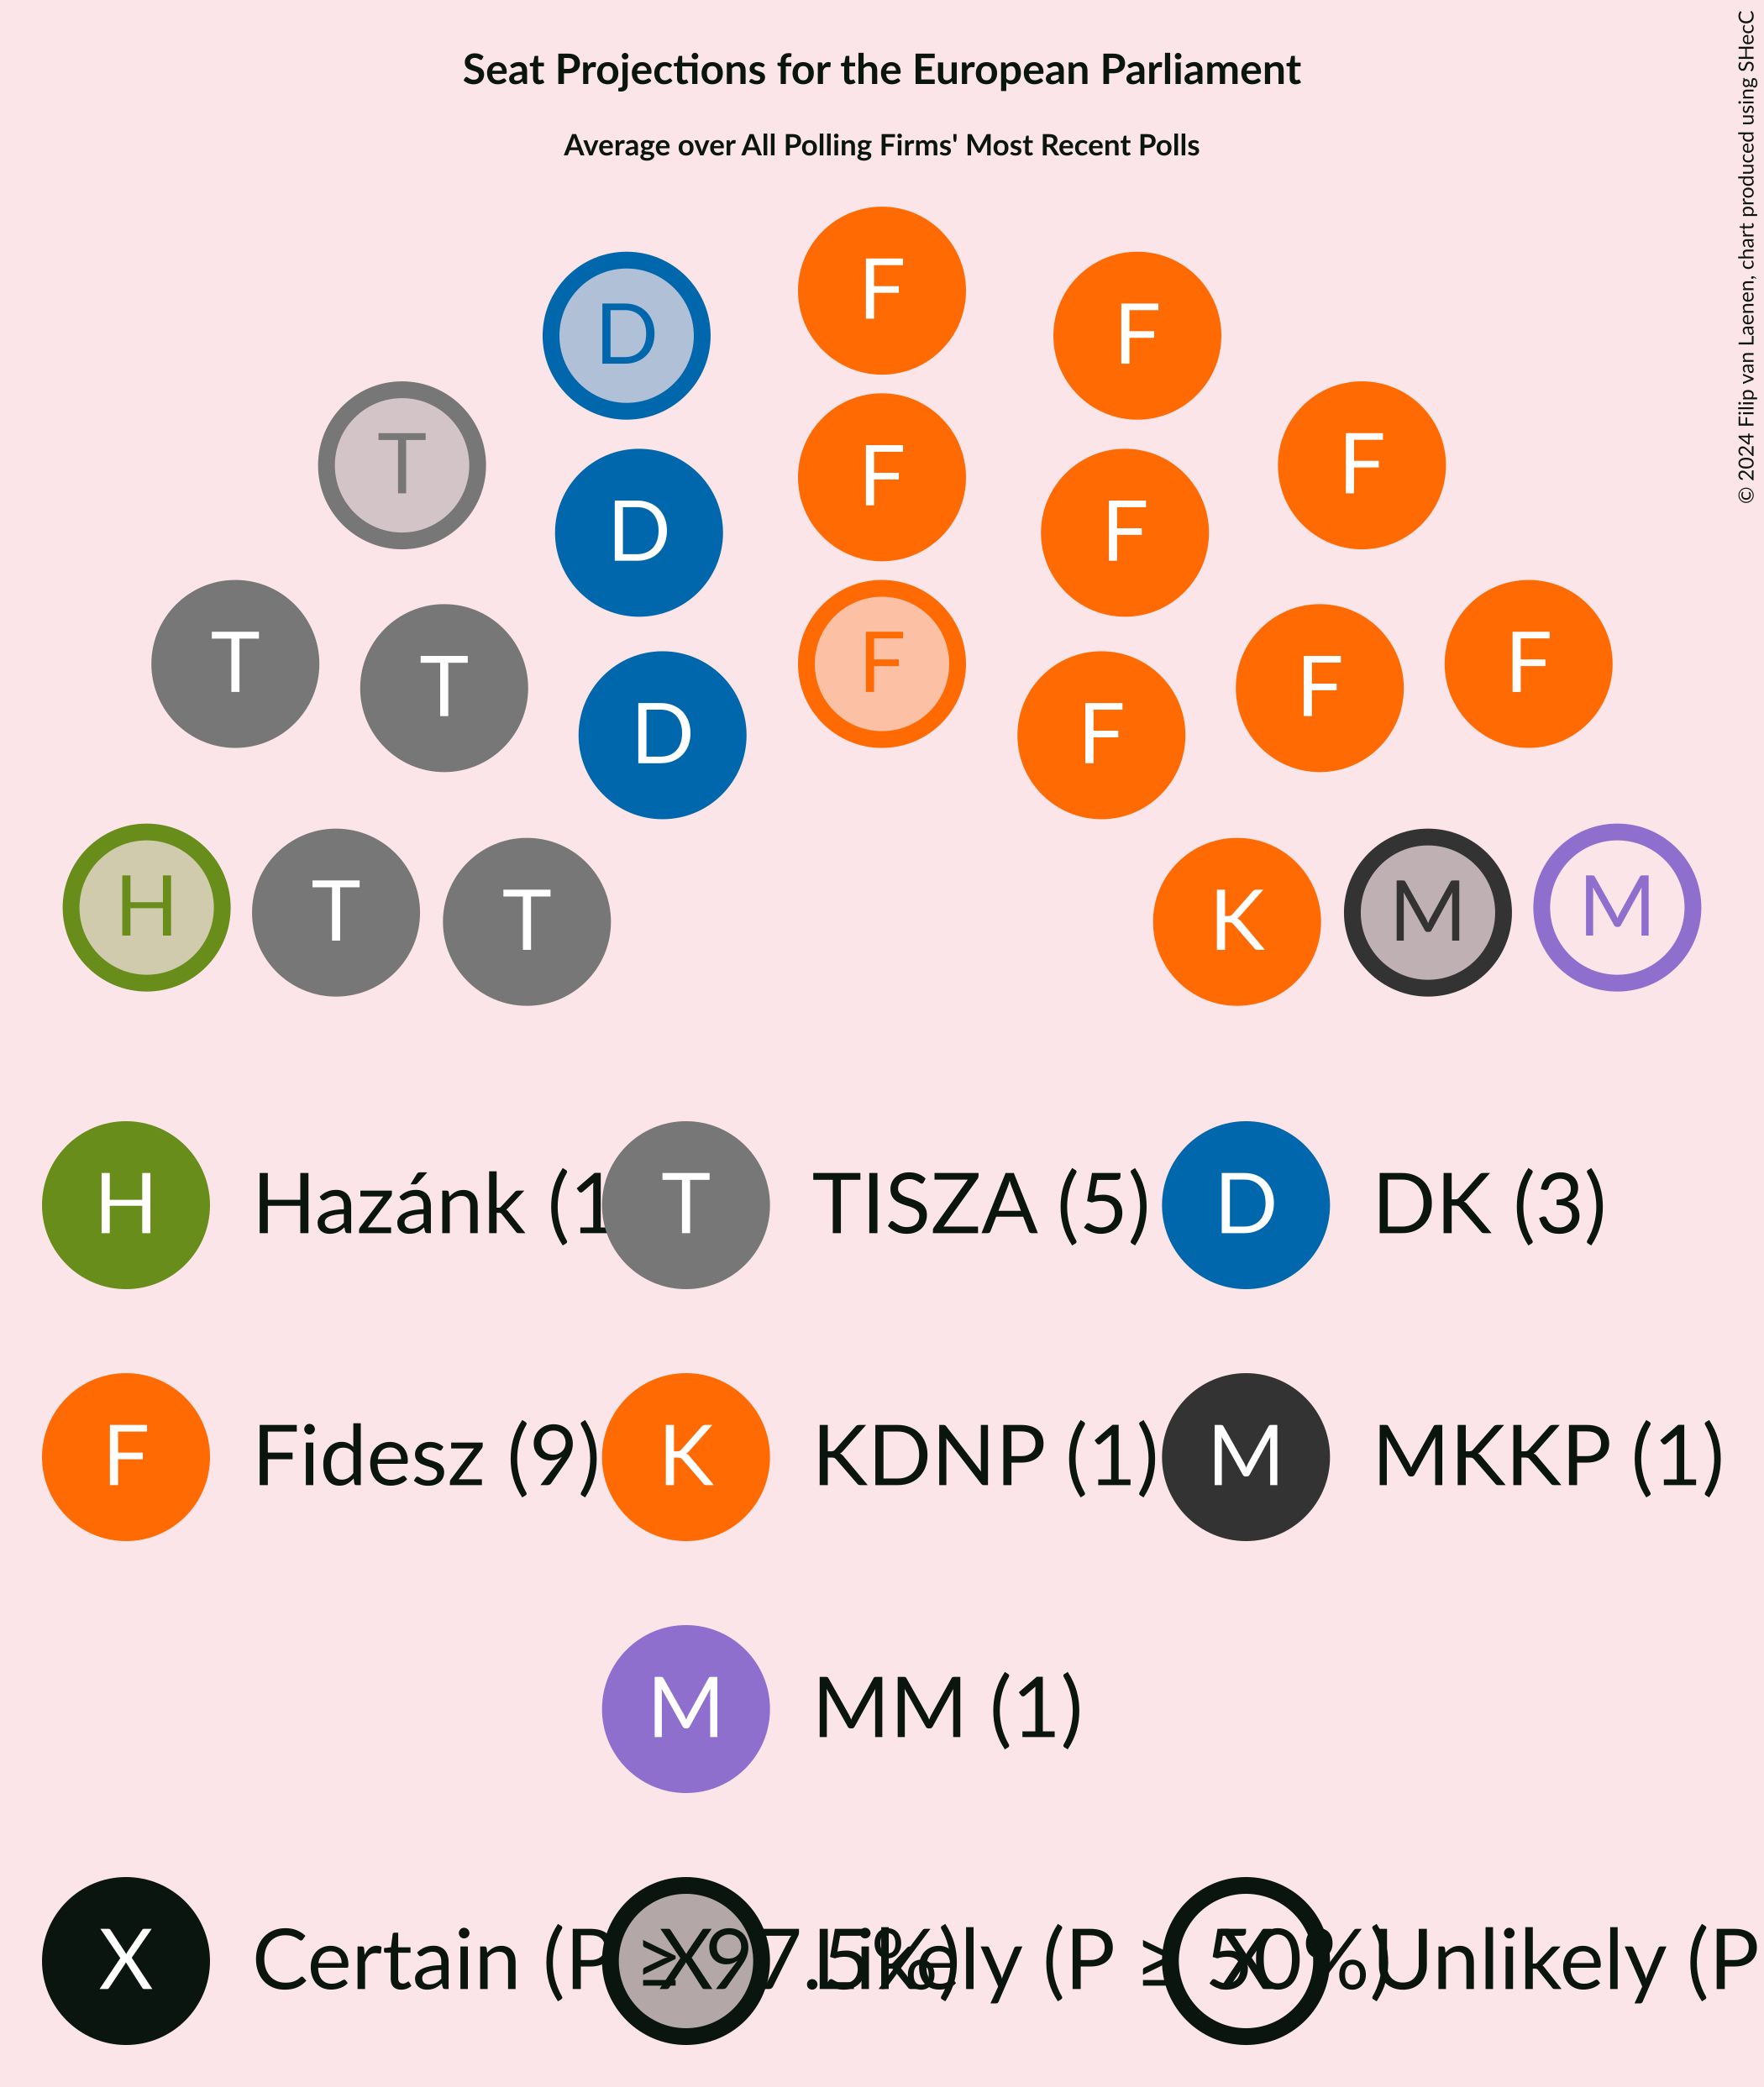 Seat Projections for the European Parliament
Average over All Polling Firms' Most Recent Polls
© 2024 Filip van Laenen, chart produced using SHecC
F
D F F
T F F
D F
F
T F
T F
D F
H M
T M
T K
H Hazánk (1 T TISZA (5) D DK (3)
F Fidesz (9) K KDNP (1) M MKKP (1)
M MM (1)
X Certain (P ≥ 97.5%) X Likely (P ≥ 50%) X Unlikely (P